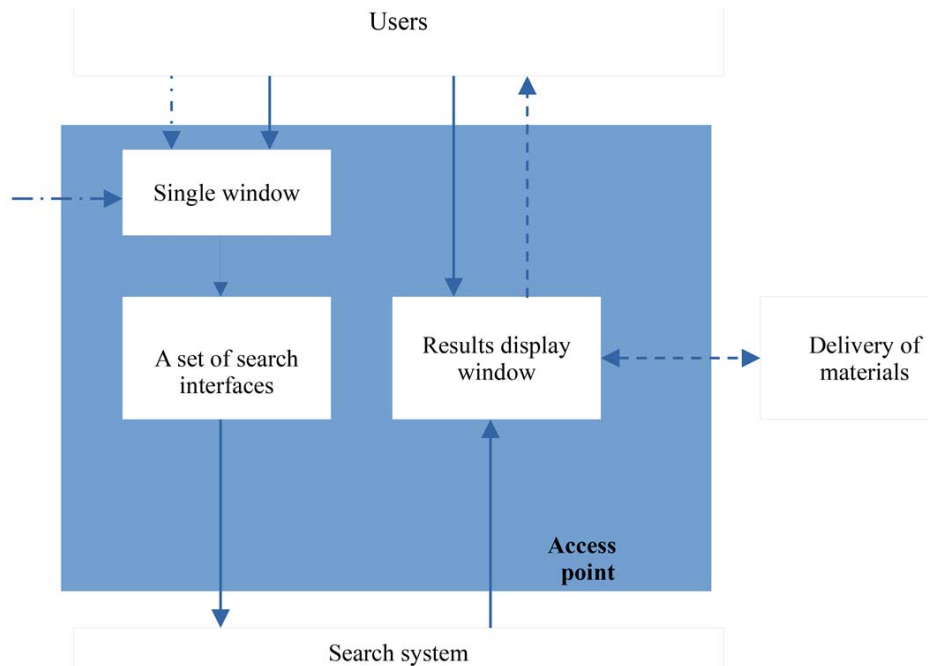 Users
Single window
A set of search
interfaces
Results display
window
Delivery of
materials
Access
point
Search system